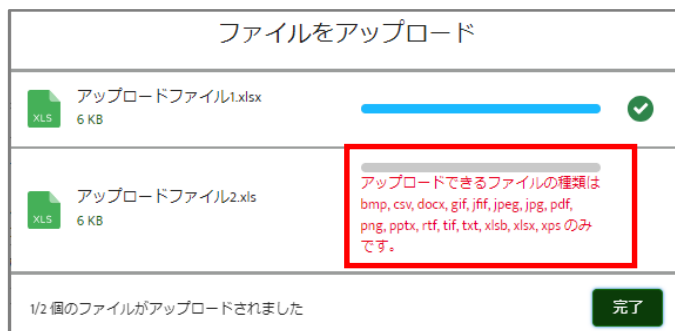 ファイルをアップロード
アップロードファイル1.xlsx
XLS
6 KB
アップロードできるファイルの種類は
bmp, csv, docx, gif, jfif, jpeg, jpg, pdf,
png, pptx, rtf, tif, txt, xlsb, xlsx, xps のみ
です。
アップロードファイル2.xls
XLS
6 KB
1/2 個のファイルがアップロードされました
完了